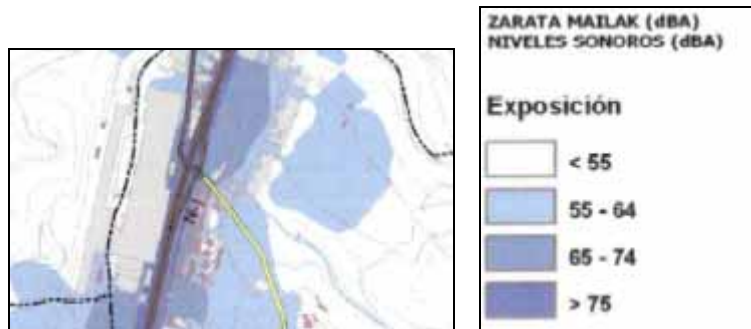 ZARATA MAILAK (dBA)
NIVELES SONOROS (dBA)
Exposición
< 55
55 - 64
65 - 74
> 75